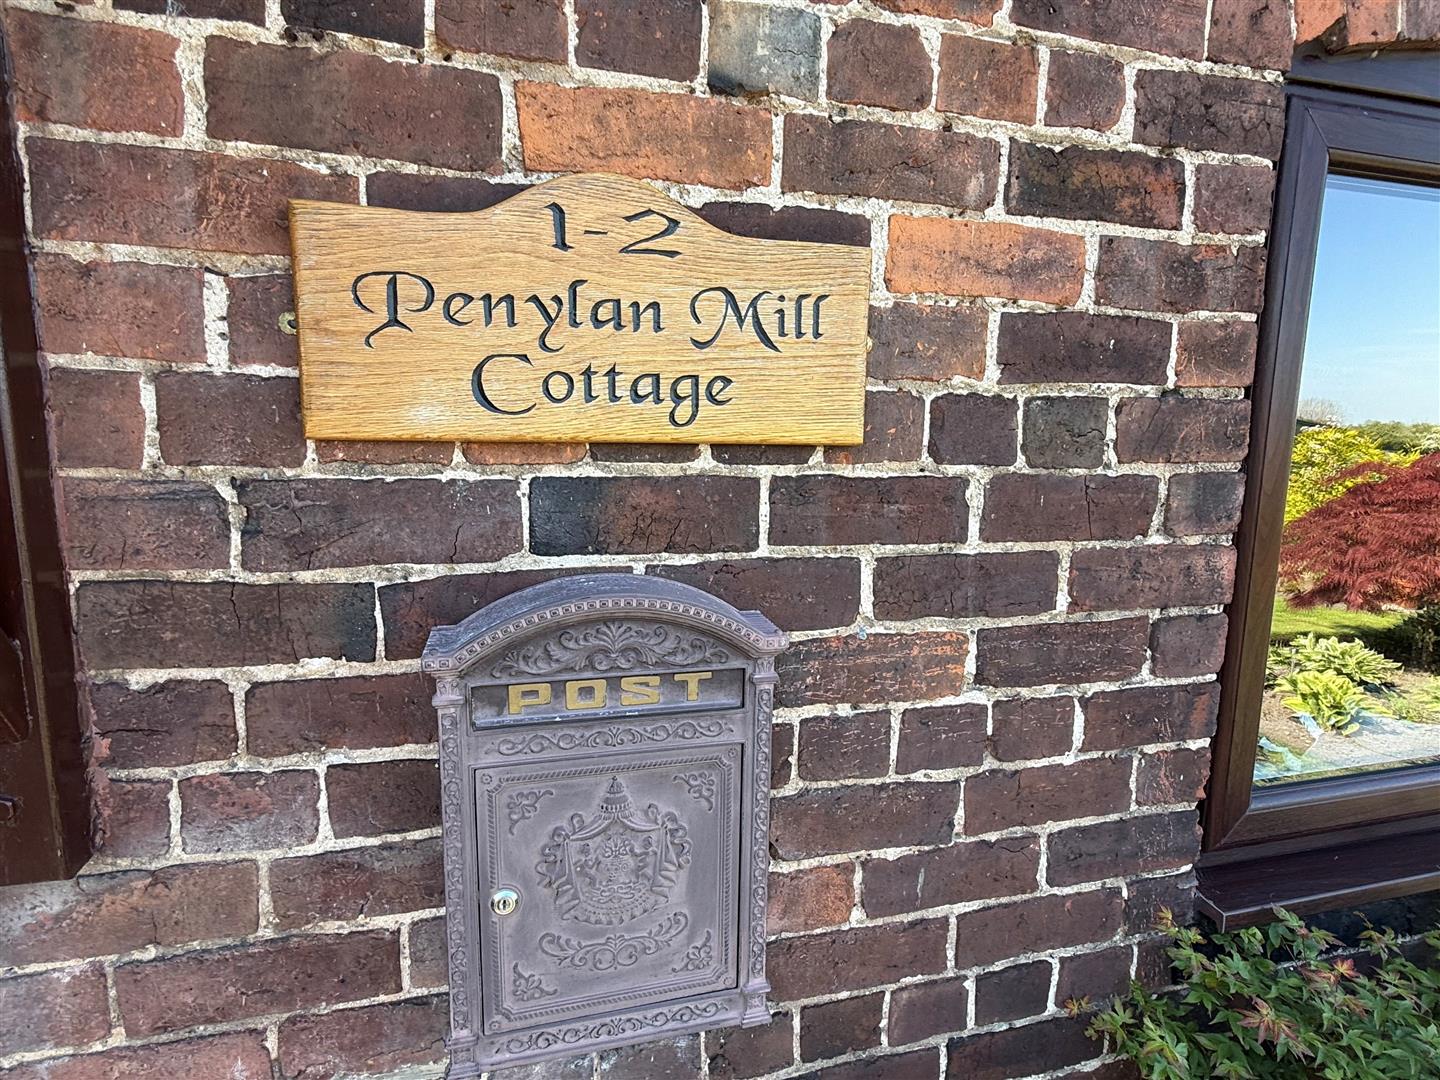 1-2
Penylan Mill
Cottage
POST